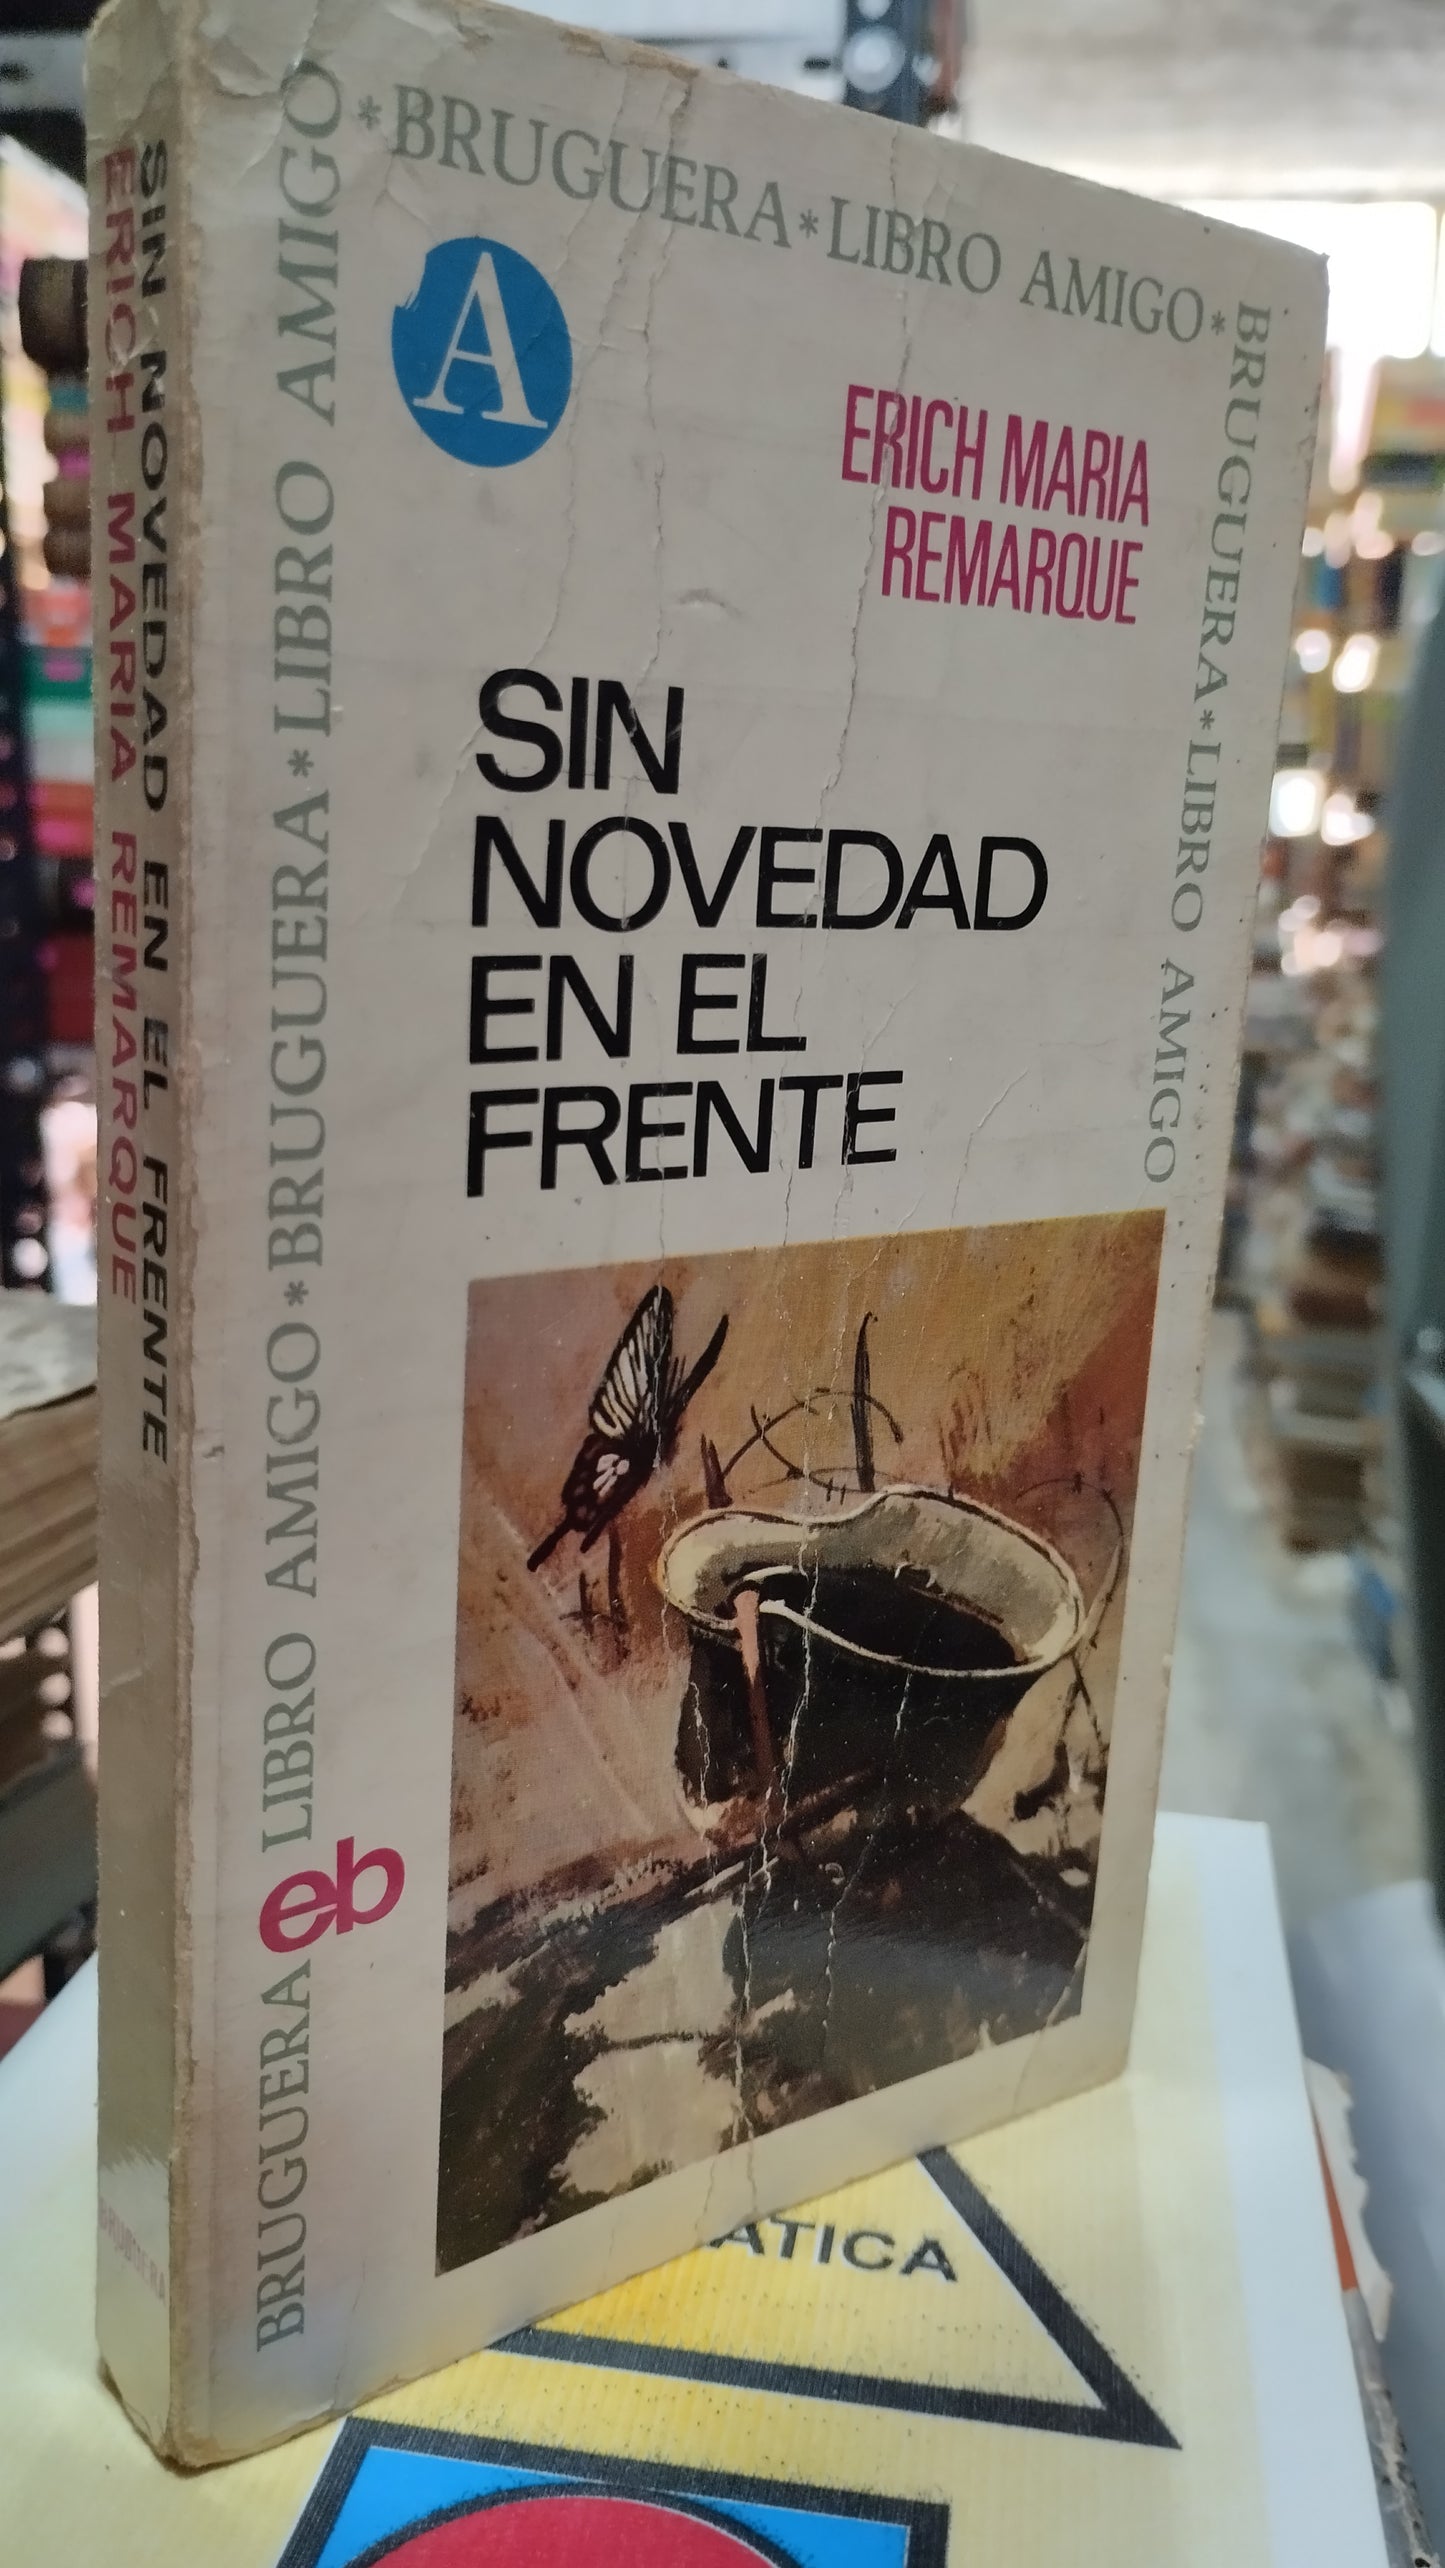 SIN NOVEDAD EN EL FRENTE
ERICH MARIA REMARQUE
BRUGUERA
BRUGUERA LIBRO AMIGO * BRUGUERA * LIBRO AMIGO * BRUGUERA * LIBRO AMIGO * BRUGUERA * LIBRO AMIGO
A
ERICH MARIA
REMARQUE
SIN
NOVEDAD
EN EL
FRENTE
eb
ATICA